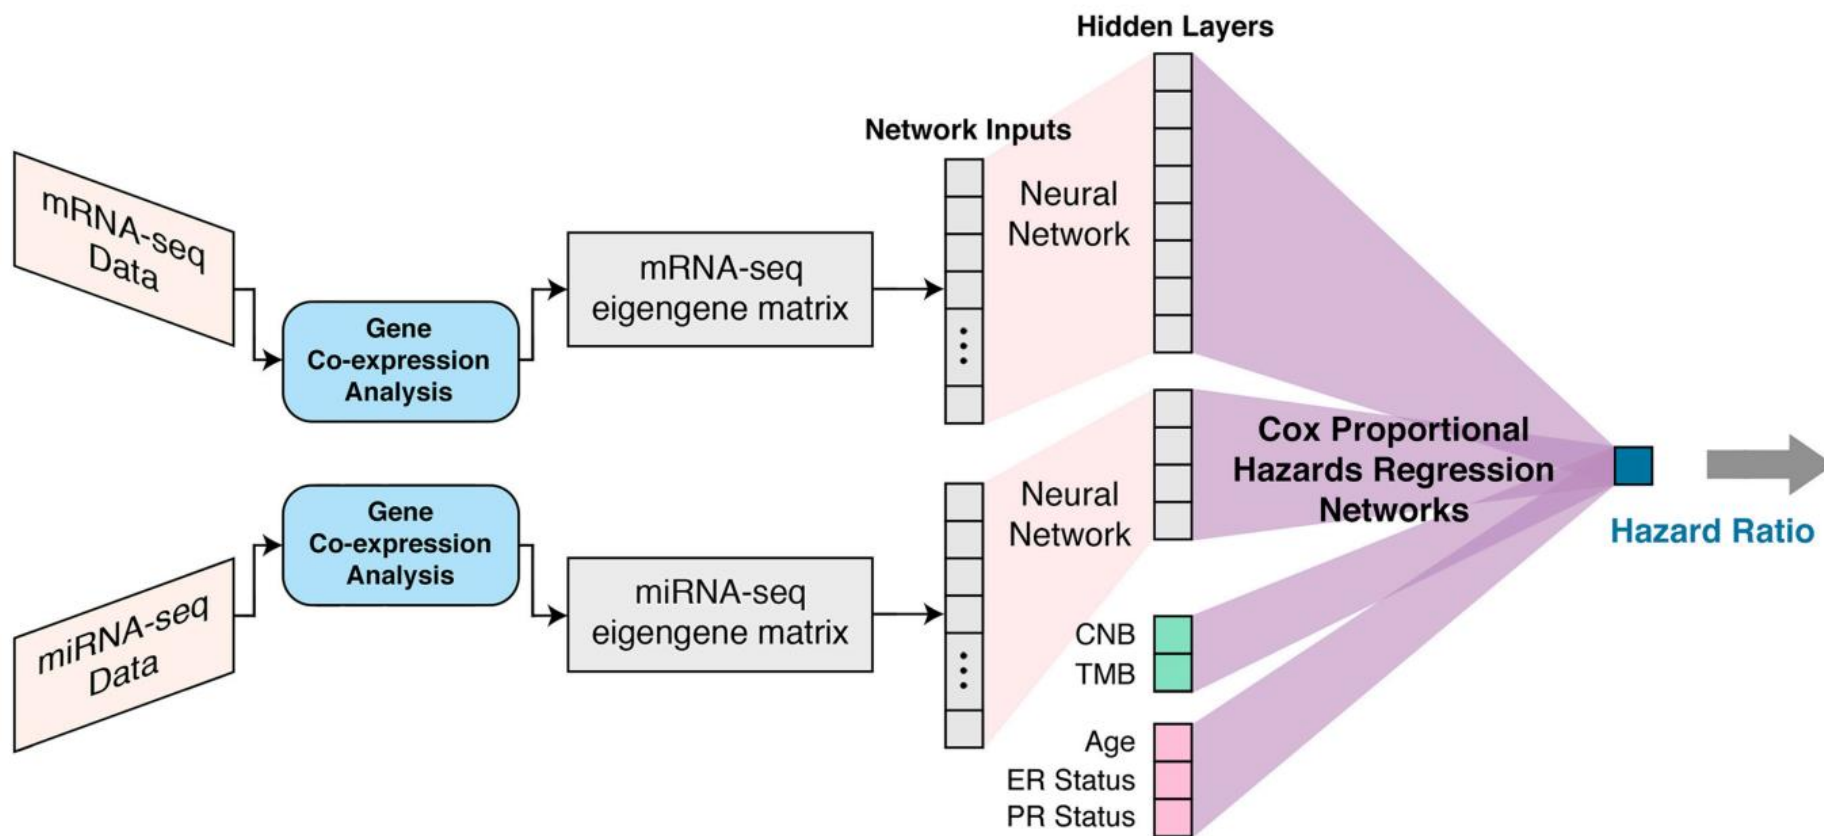 Hidden Layers
Network Inputs
mRNA-seq
Data
Gene
Co-expression
Analysis
mRNA-seq
eigengene matrix
Neural
Network
miRNA-seq
Data
Gene
Co-expression
Analysis
miRNA-seq
eigengene matrix
Neural
Network
Cox Proportional
Hazards Regression
Networks
Hazard Ratio
CNB
TMB
Age
ER Status
PR Status